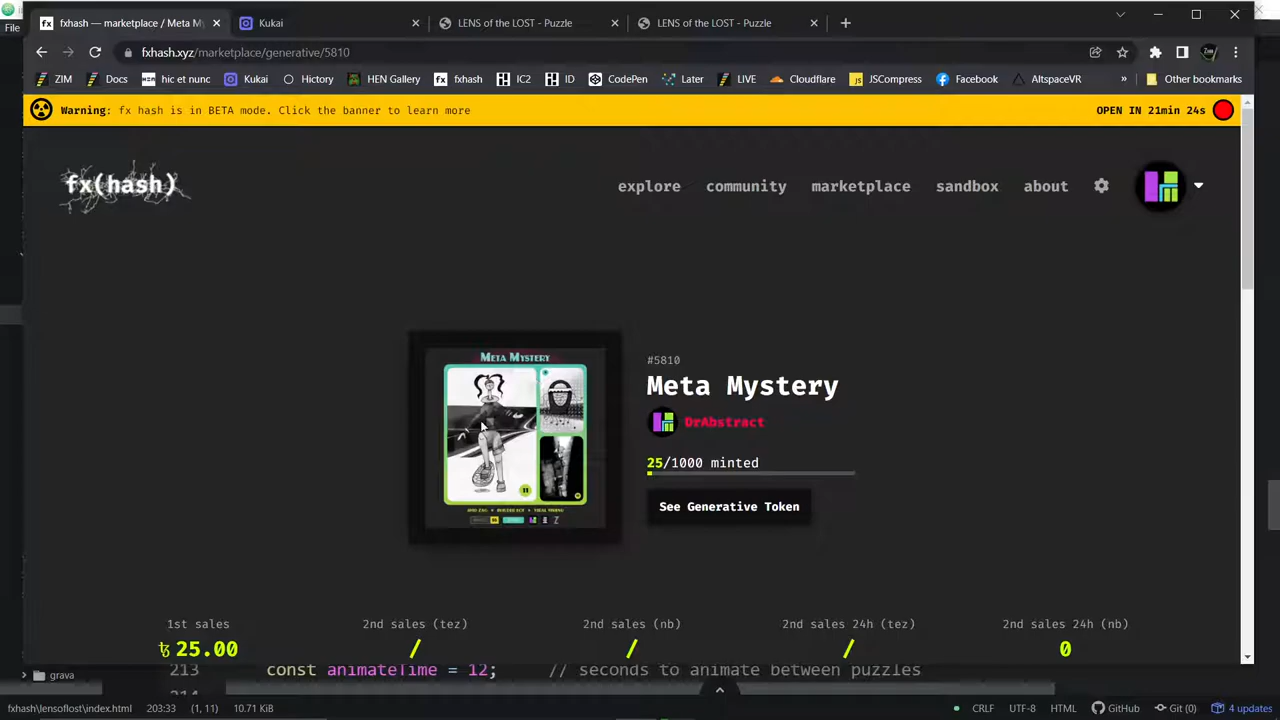 File
fxhash — marketplace / Meta My
Kukai
LENS of the LOST - Puzzle
LENS of the LOST - Puzzle
fxhash.xyz/marketplace/generative/5810
ZIM
Docs
hic et nunc
Kukai
Hictory
HEN Gallery
fxhash
IC2
ID
CodePen
Later
LIVE
Cloudflare
JSCompress
Facebook
AltspaceVR
»
Other bookmarks
Warning: fx hash is in BETA mode. Click the banner to learn more
OPEN IN 21min 24s
fx(hash)
explore community marketplace sandbox about
META MYSTERY
#5810
Meta Mystery
DrAbstract
25/1000 minted
See Generative Token
1st sales
2nd sales (tez)
2nd sales (nb)
2nd sales 24h (tez)
2nd sales 24h (nb)
ꜩ 25.00
/
/
/
0
grava
213 const animateTime = 12; // seconds to animate between puzzles
214
fxhash\lensoflost\index.html 203:33 (1, 11) 10.71 KiB
CRLF UTF-8 HTML GitHub Git (0) 4 updates